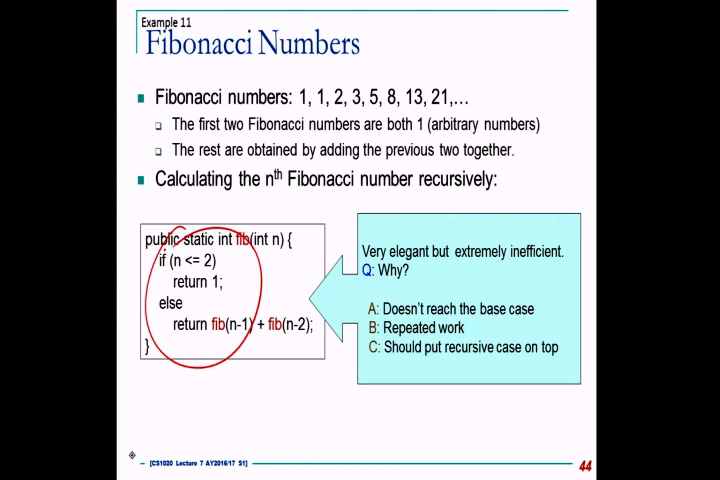 Example 11
Fibonacci Numbers
Fibonacci numbers: 1, 1, 2, 3, 5, 8, 13, 21,…
The first two Fibonacci numbers are both 1 (arbitrary numbers)
The rest are obtained by adding the previous two together.
Calculating the nth Fibonacci number recursively:
public static int fib(int n) {
if (n <= 2)
return 1;
else
return fib(n-1) + fib(n-2);
}
Very elegant but extremely inefficient.
Q: Why?
A: Doesn't reach the base case
B: Repeated work
C: Should put recursive case on top
[CS1020 Lecture 7 AY2016/17 S1]
44